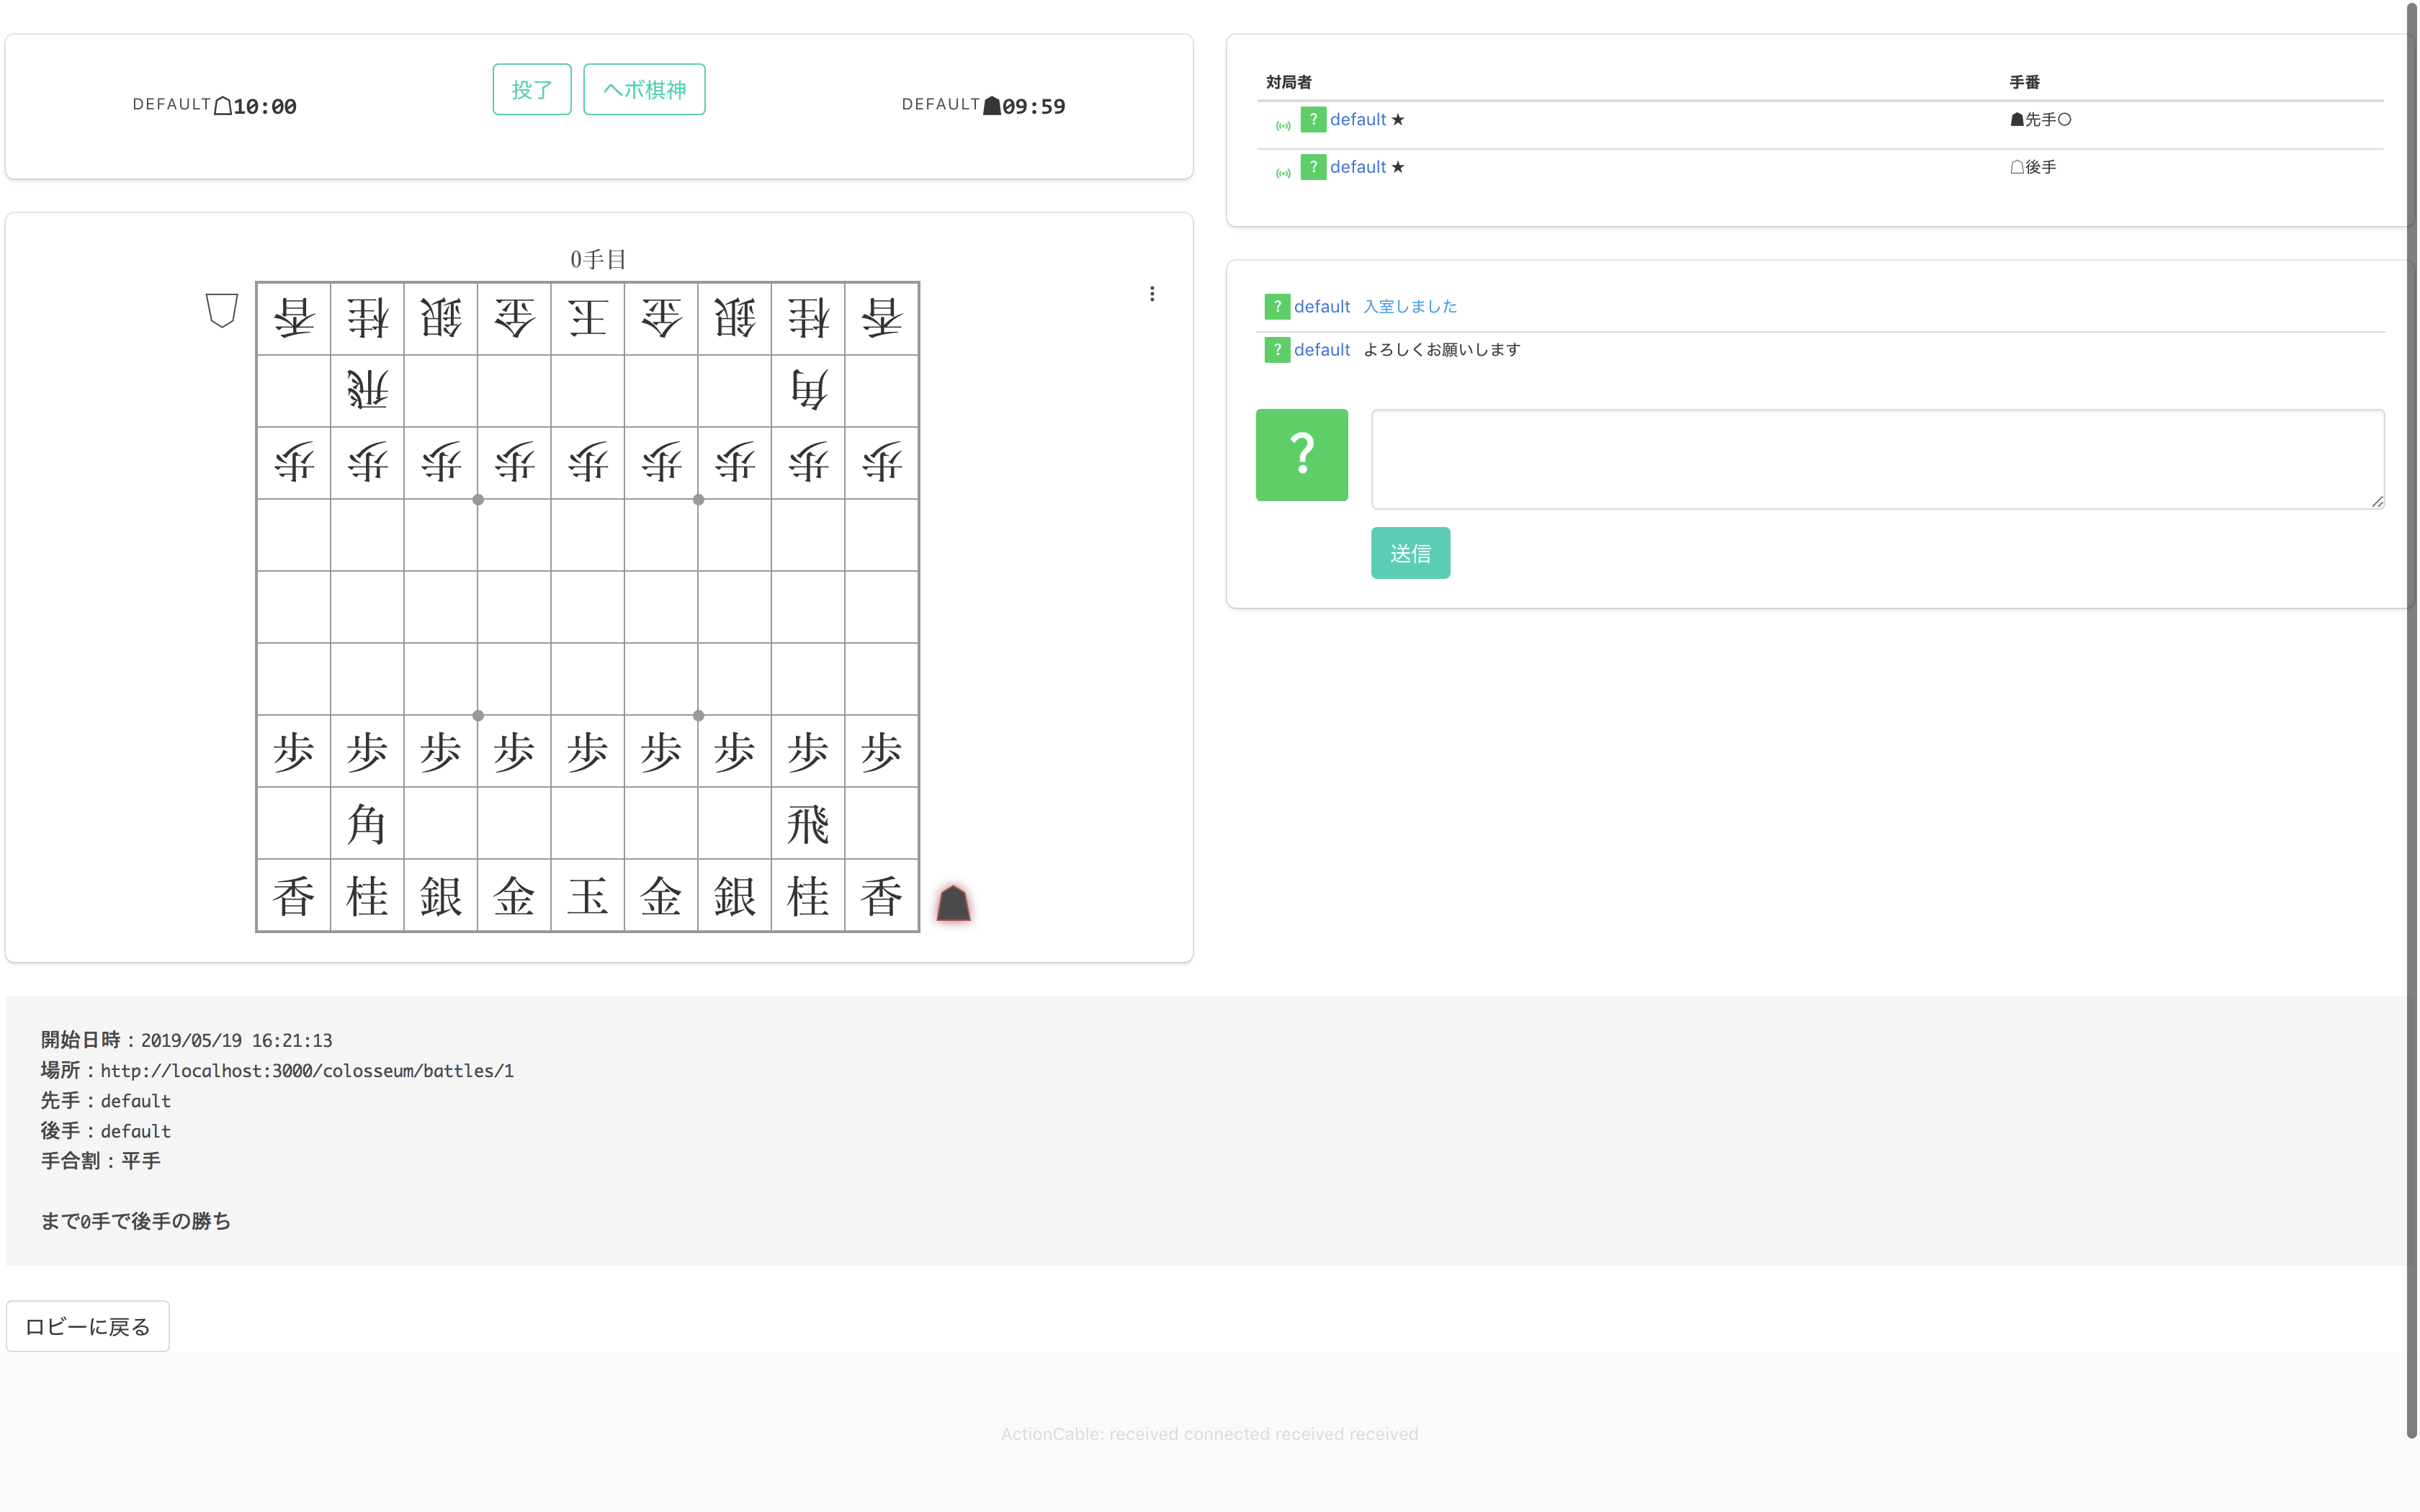 DEFAULT☖10:00
投了
ヘボ棋神
DEFAULT☗09:59
0手目
香桂銀金王金銀桂香
飛角
歩歩歩歩歩歩歩歩歩
歩歩歩歩歩歩歩歩歩
角飛
香桂銀金玉金銀桂香
対局者 手番
? default ★ ☗先手○
? default ★ ☖後手
? default 入室しました
? default よろしくお願いします
?
送信
開始日時：2019/05/19 16:21:13
場所：http://localhost:3000/colosseum/battles/1
先手：default
後手：default
手合割：平手
まで0手で後手の勝ち
ロビーに戻る
ActionCable: received connected received received